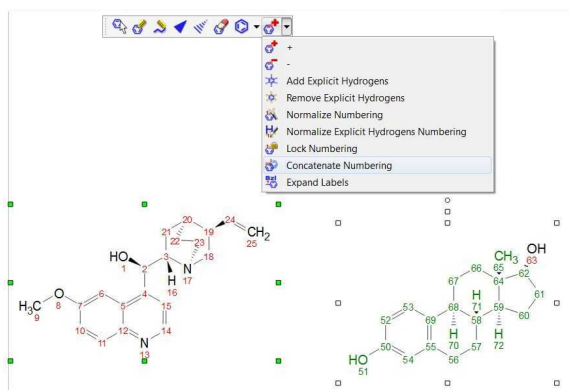 +
-
Add Explicit Hydrogens
Remove Explicit Hydrogens
Normalize Numbering
Normalize Explicit Hydrogens Numbering
Lock Numbering
Concatenate Numbering
Expand Labels
20
24
21
19
CH₂
22
23
25
HO
3
18
1
2
N
H
17
16
4
O
6
15
H₃C
8
7
5
9
10
12
14
11
N
13
OH
CH₃
65
63
66
62
67
64
61
H
53
68
71
59
52
69
58
60
50
H
H
55
70
57
72
HO
54
56
51